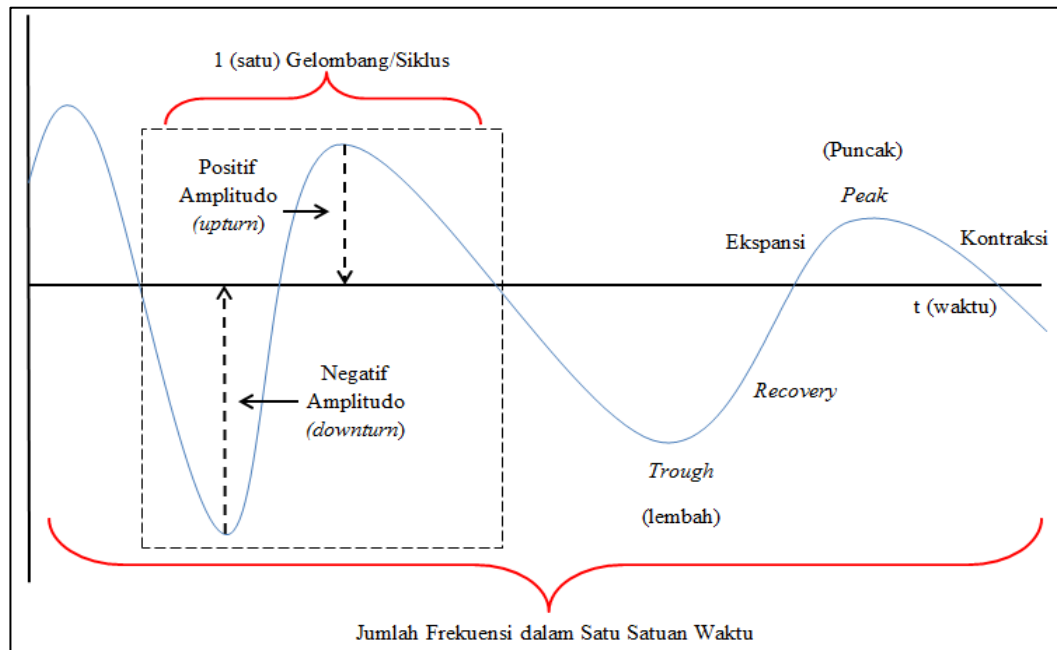 1 (satu) Gelombang/Siklus
Positif
Amplitudo
(upturn)
(Puncak)
Peak
Ekspansi
Kontraksi
t (waktu)
Negatif
Amplitudo
(downturn)
Recovery
Trough
(lembah)
Jumlah Frekuensi dalam Satu Satuan Waktu